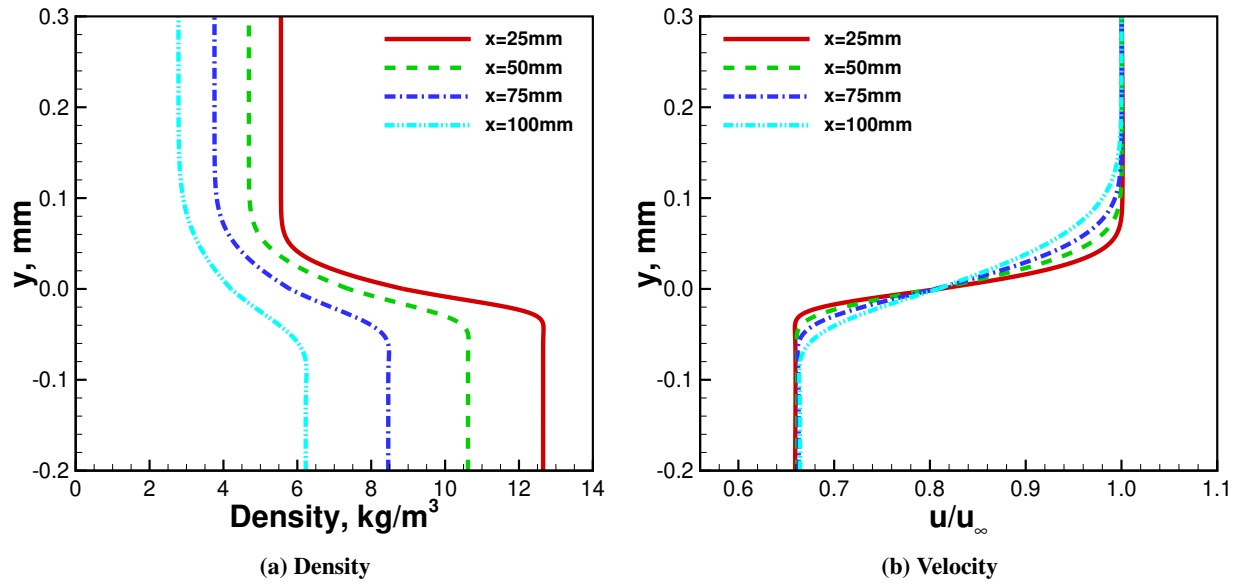 0.3
0.2
0.1
0.0
-0.1
-0.2
y, mm
0 2 4 6 8 10 12 14
Density, kg/m³
x=25mm
x=50mm
x=75mm
x=100mm
(a) Density
0.3
0.2
0.1
0.0
-0.1
-0.2
y, mm
0.6 0.7 0.8 0.9 1.0 1.1
u/u∞
x=25mm
x=50mm
x=75mm
x=100mm
(b) Velocity